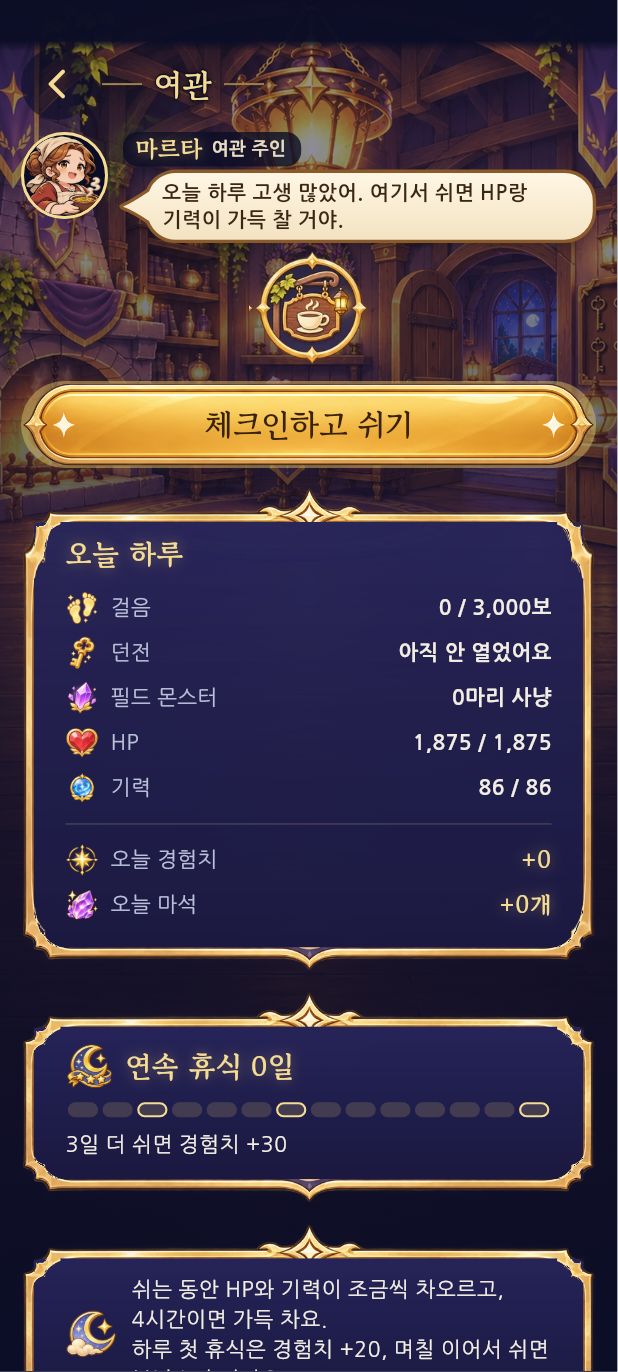 여관
마르타 여관 주인
오늘 하루 고생 많았어. 여기서 쉬면 HP랑
기력이 가득 찰 거야.
체크인하고 쉬기
오늘 하루
걸음 0 / 3,000보
던전 아직 안 열었어요
필드 몬스터 0마리 사냥
HP 1,875 / 1,875
기력 86 / 86
오늘 경험치 +0
오늘 마석 +0개
연속 휴식 0일
3일 더 쉬면 경험치 +30
쉬는 동안 HP와 기력이 조금씩 차오르고,
4시간이면 가득 차요.
하루 첫 휴식은 경험치 +20, 며칠 이어서 쉬면